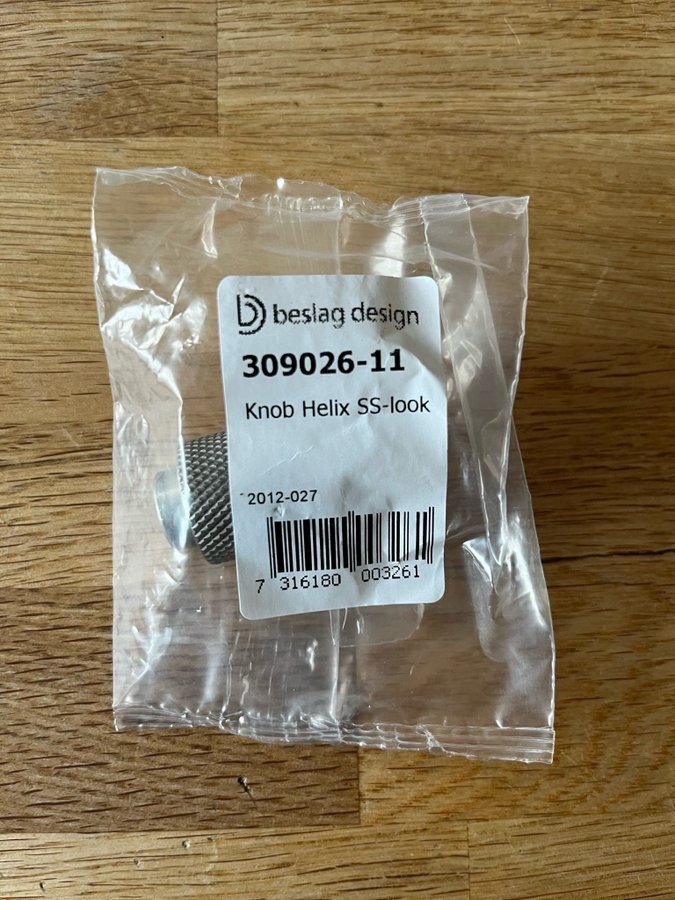 beslag design
309026-11
Knob Helix SS-look
2012-027
7 316180 003261